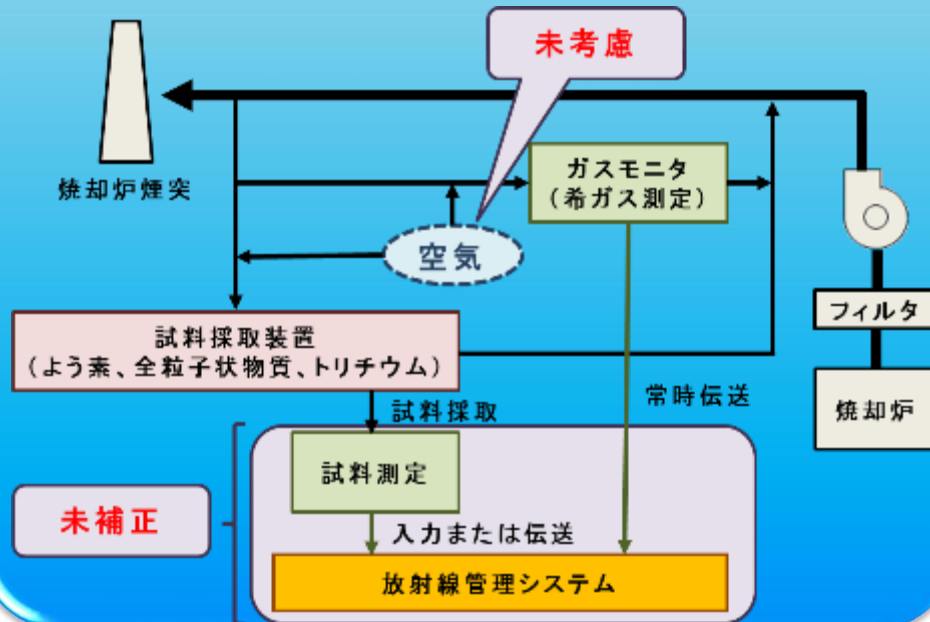 未考慮
焼却炉煙突
ガスモニタ
(希ガス測定)
空気
フィルタ
試料採取装置
(よう素、全粒子状物質、トリチウム)
常時伝送
焼却炉
試料採取
試料測定
未補正
入力または伝送
放射線管理システム